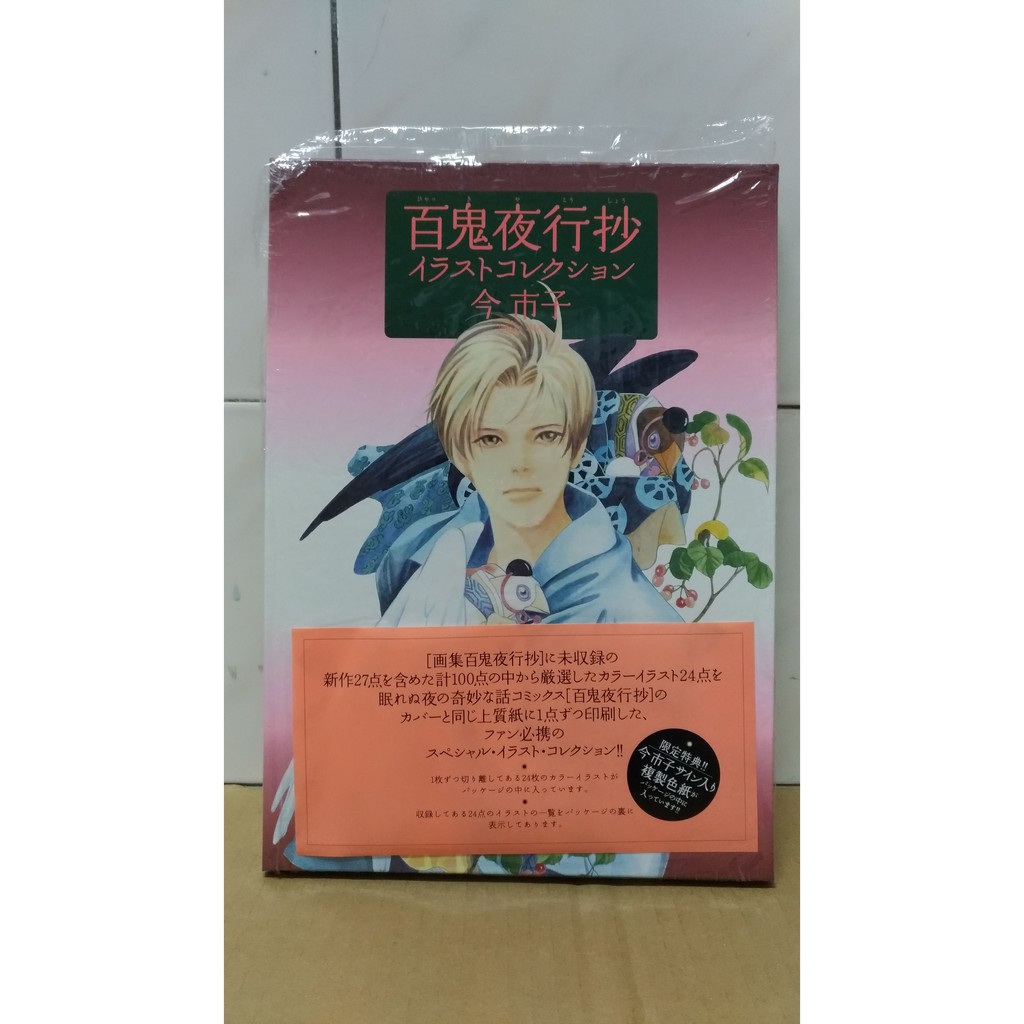 ひゃっ き や こう しょう
百鬼夜行抄
イラストコレクション
今 市子
[画集百鬼夜行抄]に未収録の
新作27点を含めた計100点の中から厳選したカラーイラスト24点を
眠れぬ夜の奇妙な話コミックス[百鬼夜行抄]の
カバーと同じ上質紙に1点ずつ印刷した、
ファン必携の
スペシャル・イラスト・コレクション!!
1枚ずつ切り離してある24枚のカラーイラストが
パッケージの中に入っています。
収録してある24点のイラストの一覧をパッケージの裏に
表示してあります。
限定特典!!
今市子サイン入り
複製色紙が
パッケージの中に
入っています!!